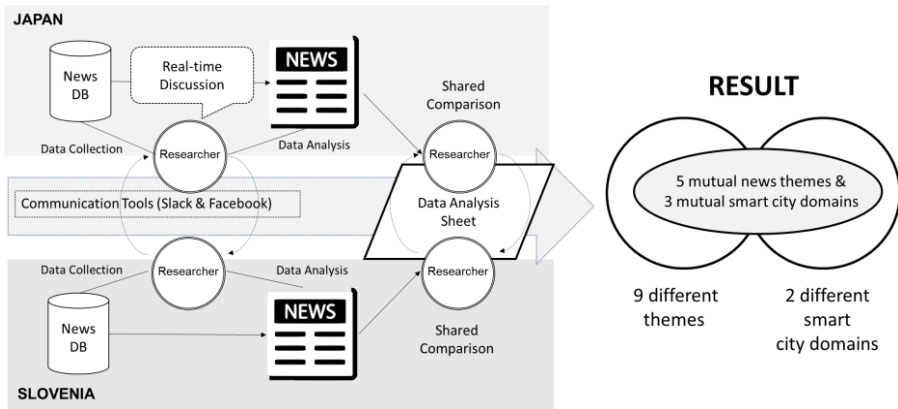 JAPAN
News
DB
Real-time
Discussion
NEWS
Shared
Comparison
Researcher
Researcher
Data Collection
Data Analysis
Communication Tools (Slack & Facebook)
Data Analysis
Sheet
Data Collection
Researcher
Data Analysis
Researcher
News
DB
NEWS
Shared
Comparison
SLOVENIA
RESULT
5 mutual news themes &
3 mutual smart city domains
9 different
themes
2 different
smart
city domains